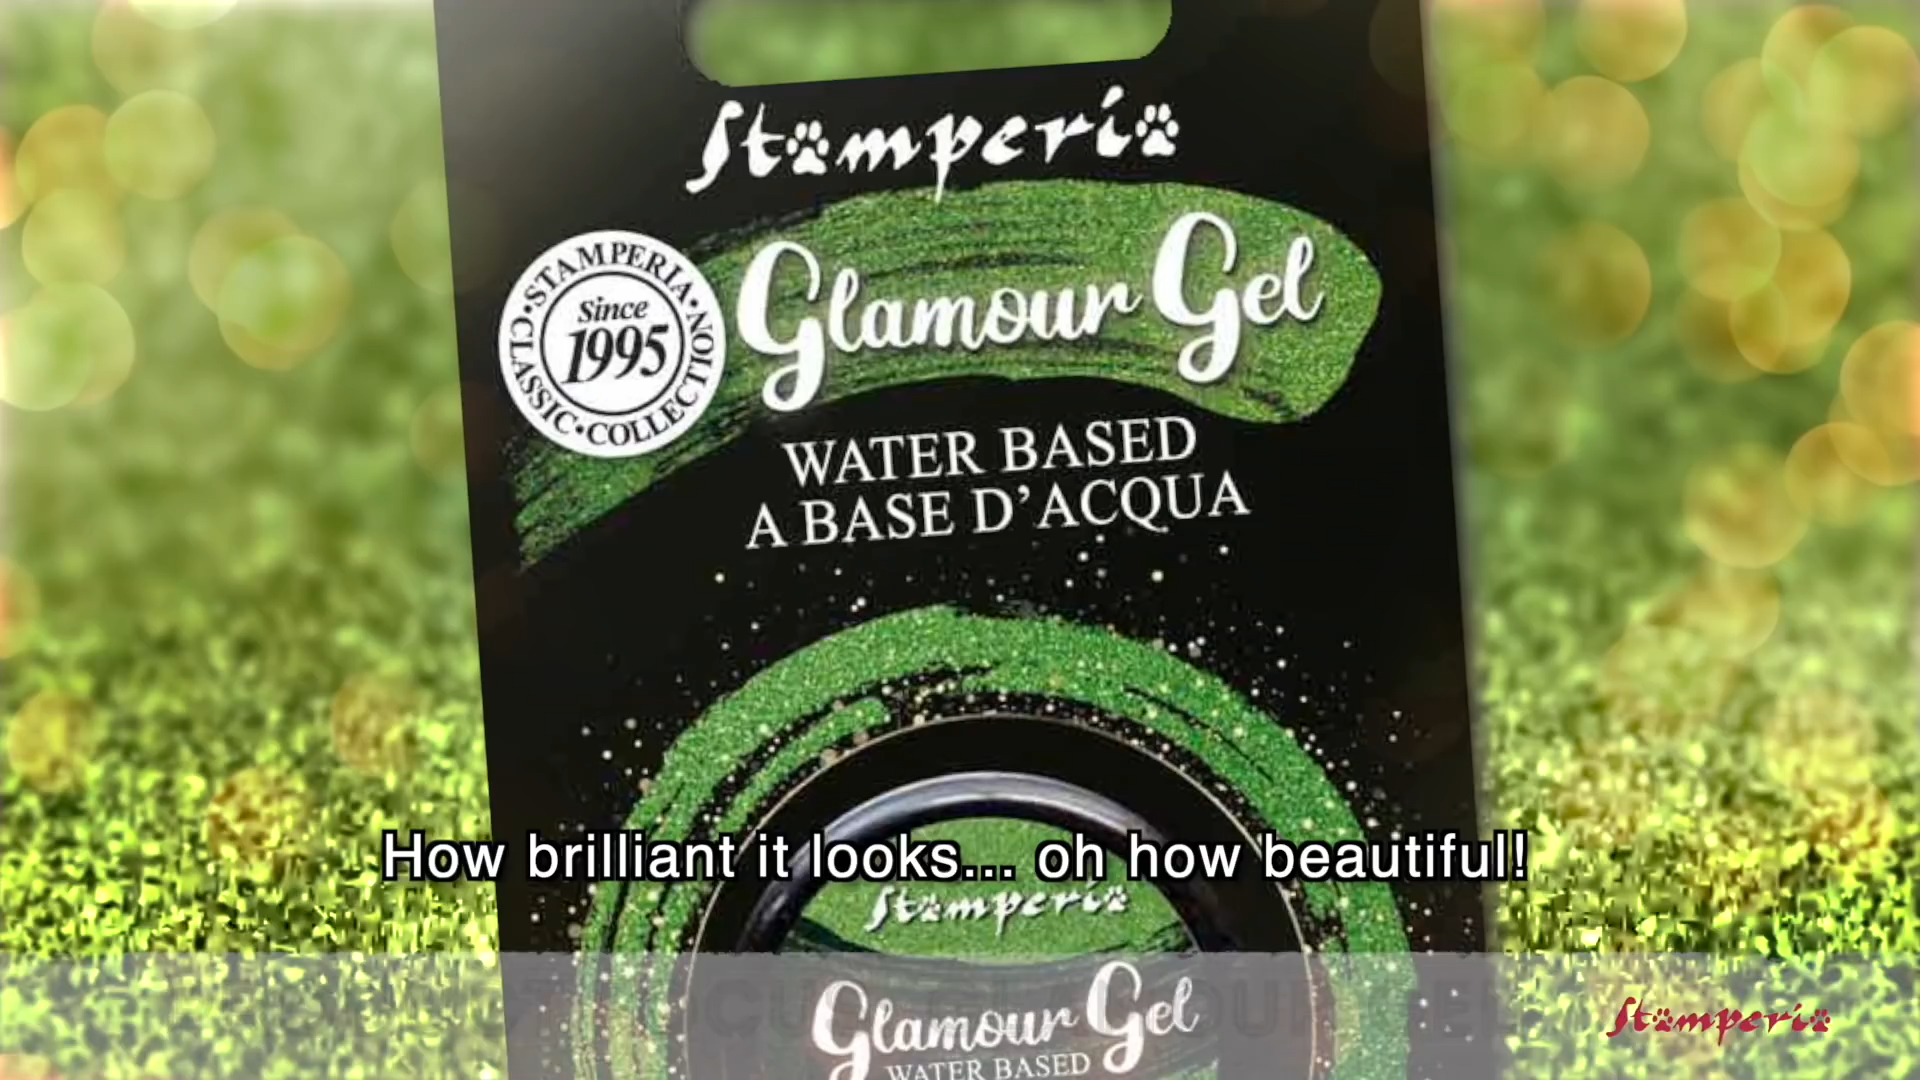 Stamperia
Glamour Gel
STAMPERIA • CLASSIC • COLLECTION •
Since
1995
WATER BASED
A BASE D'ACQUA
How brilliant it looks... oh how beautiful!
Stamperia
Glamour Gel
WATER BASED
Stamperia